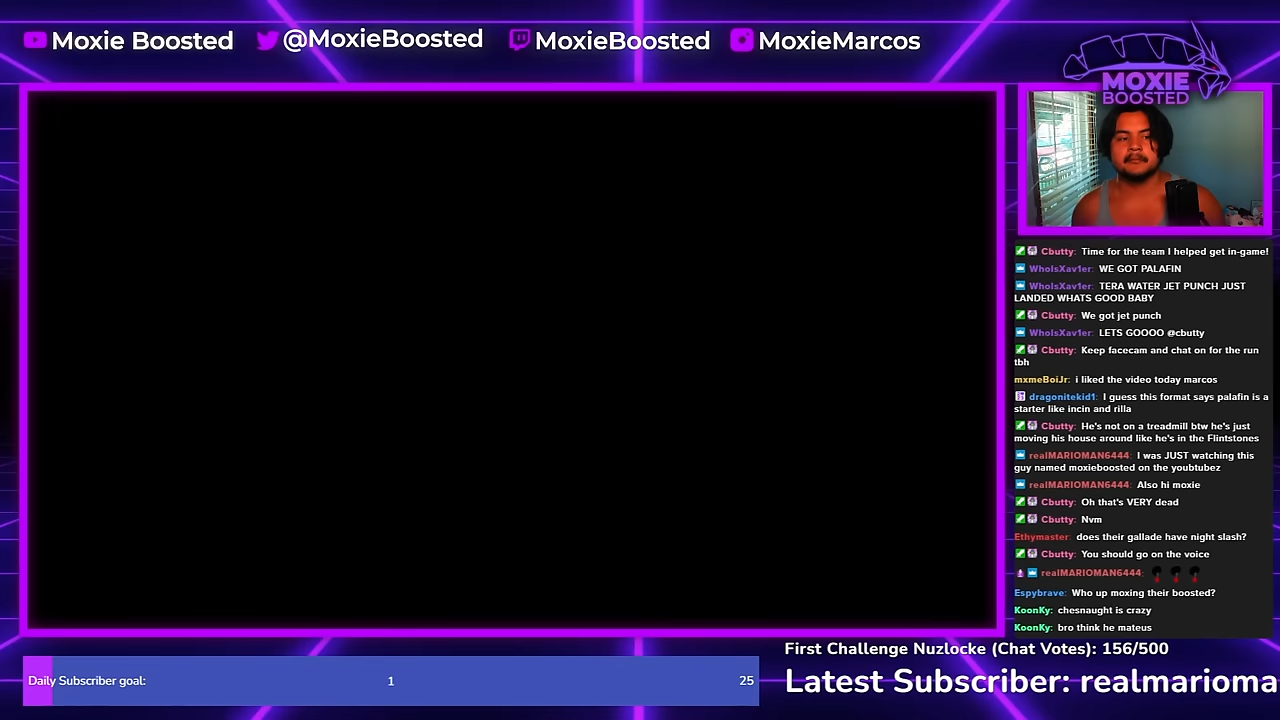 Moxie Boosted @MoxieBoosted MoxieBoosted MoxieMarcos
MOXIE
BOOSTED
Cbutty: Time for the team I helped get in-game!
WhoIsXav1er: WE GOT PALAFIN
WhoIsXav1er: TERA WATER JET PUNCH JUST
LANDED WHATS GOOD BABY
Cbutty: We got jet punch
WhoIsXav1er: LETS GOOOO @cbutty
Cbutty: Keep facecam and chat on for the run
tbh
mxmeBoiJr: i liked the video today marcos
dragonitekid1: I guess this format says palafin is a
starter like incin and rilla
Cbutty: He's not on a treadmill btw he's just
moving his house around like he's in the Flintstones
realMARIOMAN6444: I was JUST watching this
guy named moxieboosted on the youbtubez
realMARIOMAN6444: Also hi moxie
Cbutty: Oh that's VERY dead
Cbutty: Nvm
Ethymaster: does their gallade have night slash?
Cbutty: You should go on the voice
realMARIOMAN6444:
Espybrave: Who up moxing their boosted?
KoonKy: chesnaught is crazy
KoonKy: bro think he mateus
First Challenge Nuzlocke (Chat Votes): 156/500
Daily Subscriber goal: 1 25
Latest Subscriber: realmarioma